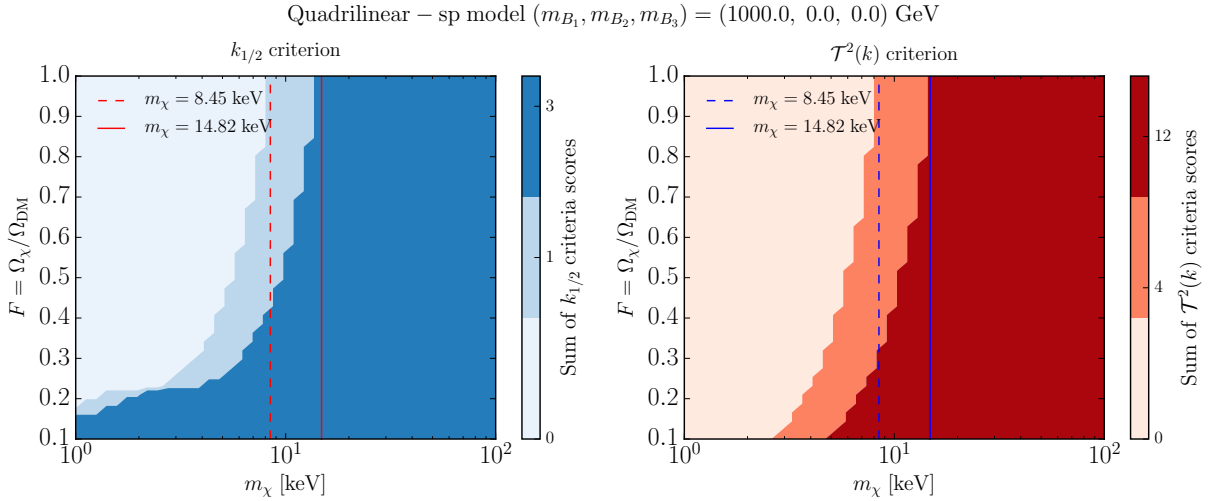 Quadrilinear − sp model (m_{B_1}, m_{B_2}, m_{B_3}) = (1000.0, 0.0, 0.0) GeV
k_{1/2} criterion
1.0
0.9
0.8
0.7
0.6
0.5
0.4
0.3
0.2
0.1
F = Ω_χ/Ω_DM
m_χ = 8.45 keV
m_χ = 14.82 keV
10^0
10^1
10^2
m_χ [keV]
3
1
0
Sum of k_{1/2} criteria scores
𝒯^2(k) criterion
1.0
0.9
0.8
0.7
0.6
0.5
0.4
0.3
0.2
0.1
F = Ω_χ/Ω_DM
m_χ = 8.45 keV
m_χ = 14.82 keV
10^0
10^1
10^2
m_χ [keV]
12
4
0
Sum of 𝒯^2(k) criteria scores